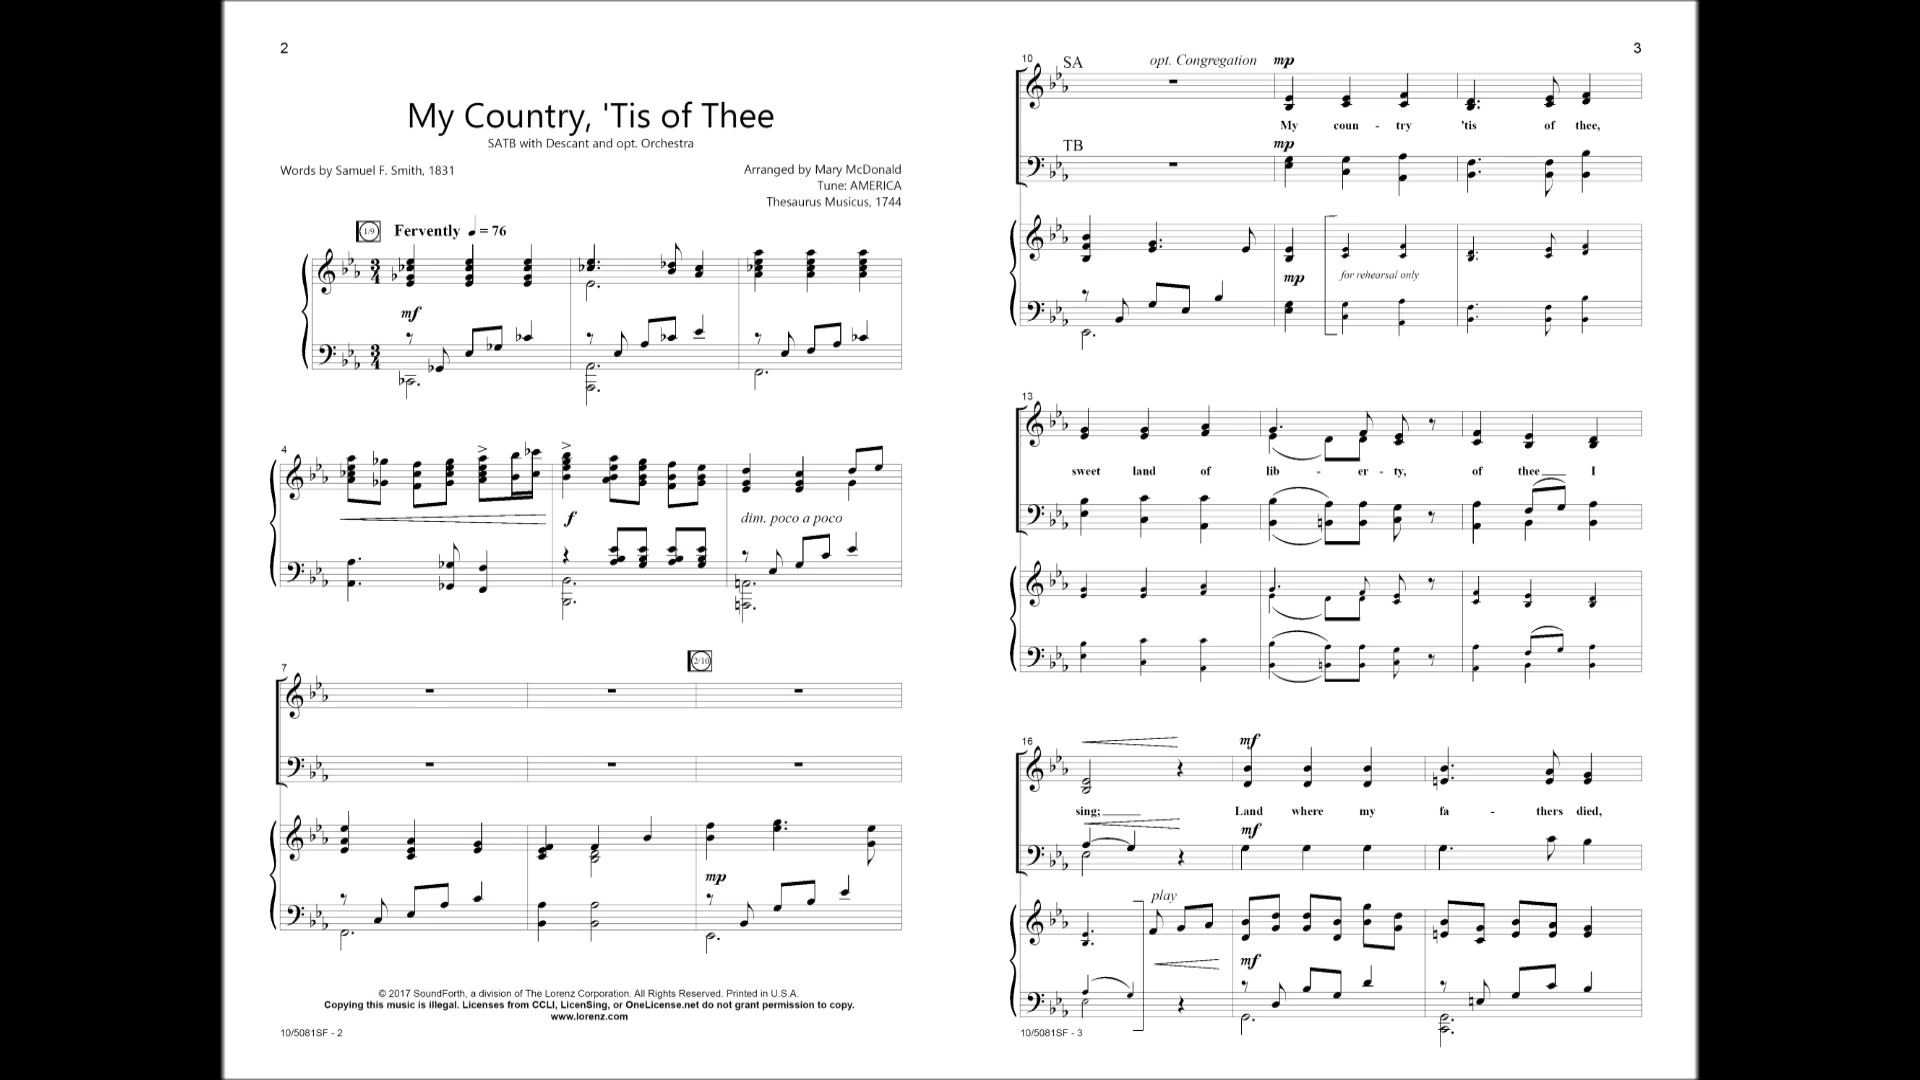 2
My Country, 'Tis of Thee
SATB with Descant and opt. Orchestra
Words by Samuel F. Smith, 1831
Arranged by Mary McDonald
Tune: AMERICA
Thesaurus Musicus, 1744
1/9 Fervently = 76
3 4
mf
3 4
4
f
dim. poco a poco
7
2/10
mp
© 2017 SoundForth, a division of The Lorenz Corporation. All Rights Reserved. Printed in U.S.A.
Copying this music is illegal. Licenses from CCLI, LicenSing, or OneLicense.net do not grant permission to copy.
www.lorenz.com
10/5081SF - 2
3
10 SA opt. Congregation mp
My coun - try 'tis of thee,
TB mp
mp for rehearsal only
13
sweet land of lib - er - ty, of thee I
16 mf
sing; Land where my fa - thers died,
mf
play
mf
10/5081SF - 3